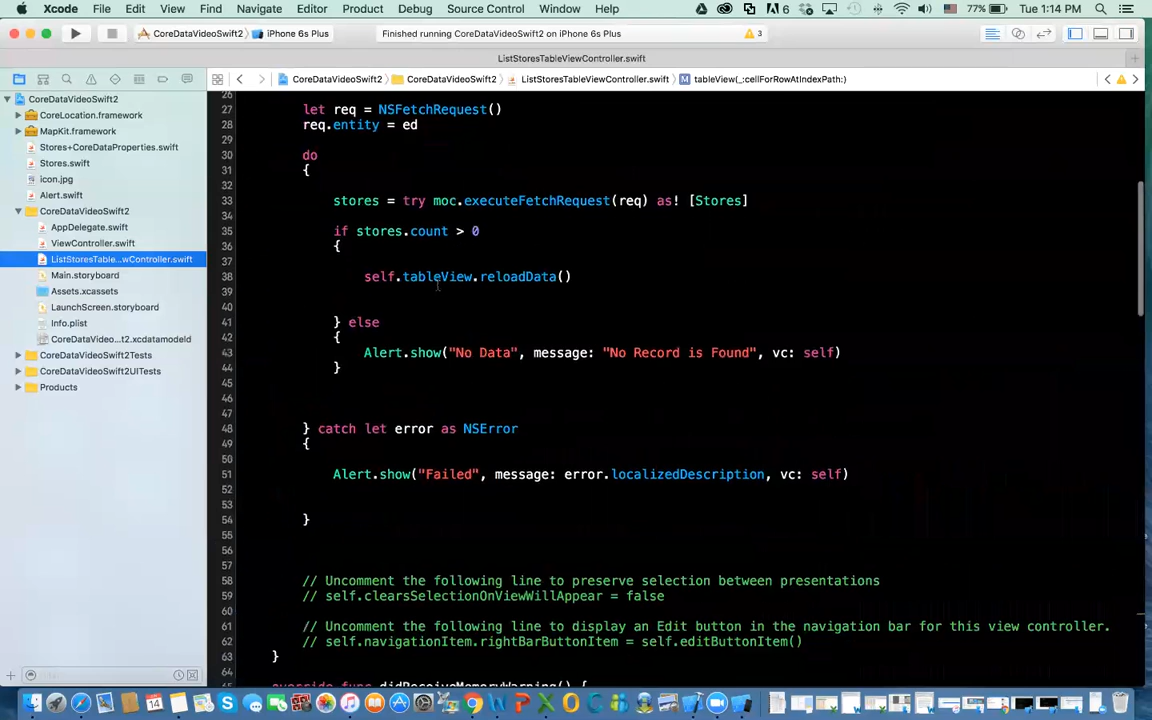 Xcode File Edit View Find Navigate Editor Product Debug Source Control Window Help 6 77% Tue 1:14 PM
CoreDataVideoSwift2 iPhone 6s Plus Finished running CoreDataVideoSwift2 on iPhone 6s Plus 3
ListStoresTableViewController.swift
CoreDataVideoSwift2 CoreDataVideoSwift2 ListStoresTableViewController.swift M tableView(_:cellForRowAtIndexPath:)
CoreDataVideoSwift2
CoreLocation.framework
MapKit.framework
Stores+CoreDataProperties.swift
Stores.swift
icon.jpg
Alert.swift
CoreDataVideoSwift2
AppDelegate.swift
ViewController.swift
ListStoresTable...wController.swift
Main.storyboard
Assets.xcassets
LaunchScreen.storyboard
Info.plist
CoreDataVideo...t2.xcdatamodeld
CoreDataVideoSwift2Tests
CoreDataVideoSwift2UITests
Products
26
27 let req = NSFetchRequest()
28 req.entity = ed
29
30 do
31 {
32
33 stores = try moc.executeFetchRequest(req) as! [Stores]
34
35 if stores.count > 0
36 {
37
38 self.tableView.reloadData()
39
40
41 } else
42 {
43 Alert.show("No Data", message: "No Record is Found", vc: self)
44 }
45
46
47
48 } catch let error as NSError
49 {
50
51 Alert.show("Failed", message: error.localizedDescription, vc: self)
52
53
54 }
55
56
57
58 // Uncomment the following line to preserve selection between presentations
59 // self.clearsSelectionOnViewWillAppear = false
60
61 // Uncomment the following line to display an Edit button in the navigation bar for this view controller.
62 // self.navigationItem.rightBarButtonItem = self.editButtonItem()
63 }
64
override func didReceiveMemoryWarning() {